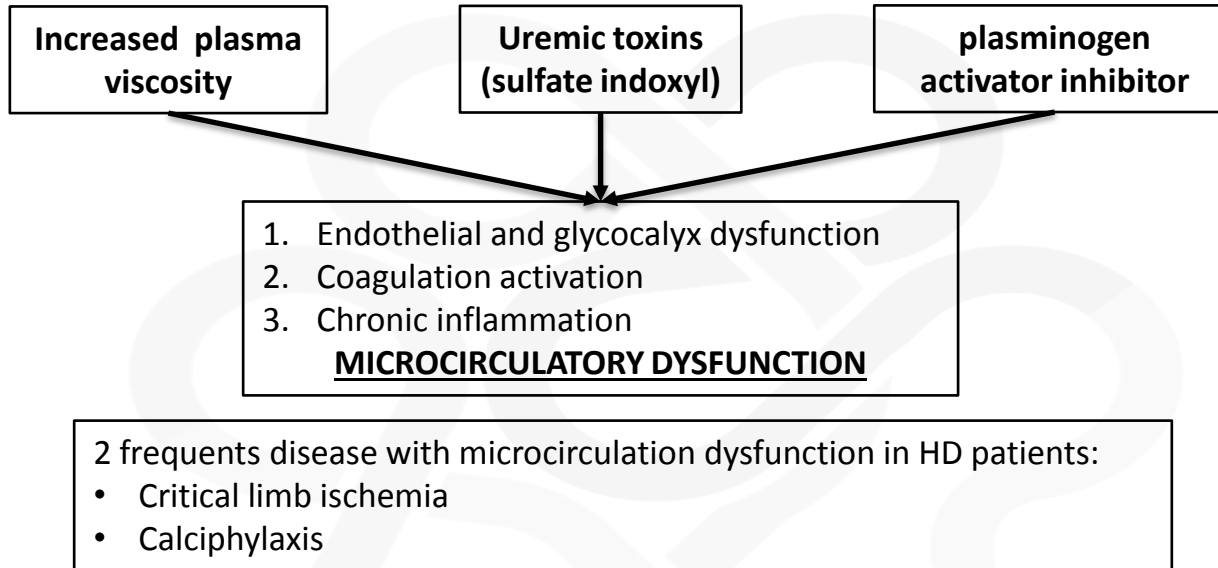 Increased plasma
viscosity
Uremic toxins
(sulfate indoxyl)
plasminogen
activator inhibitor
1. Endothelial and glycocalyx dysfunction
2. Coagulation activation
3. Chronic inflammation
MICROCIRCULATORY DYSFUNCTION
2 frequents disease with microcirculation dysfunction in HD patients:
• Critical limb ischemia
• Calciphylaxis